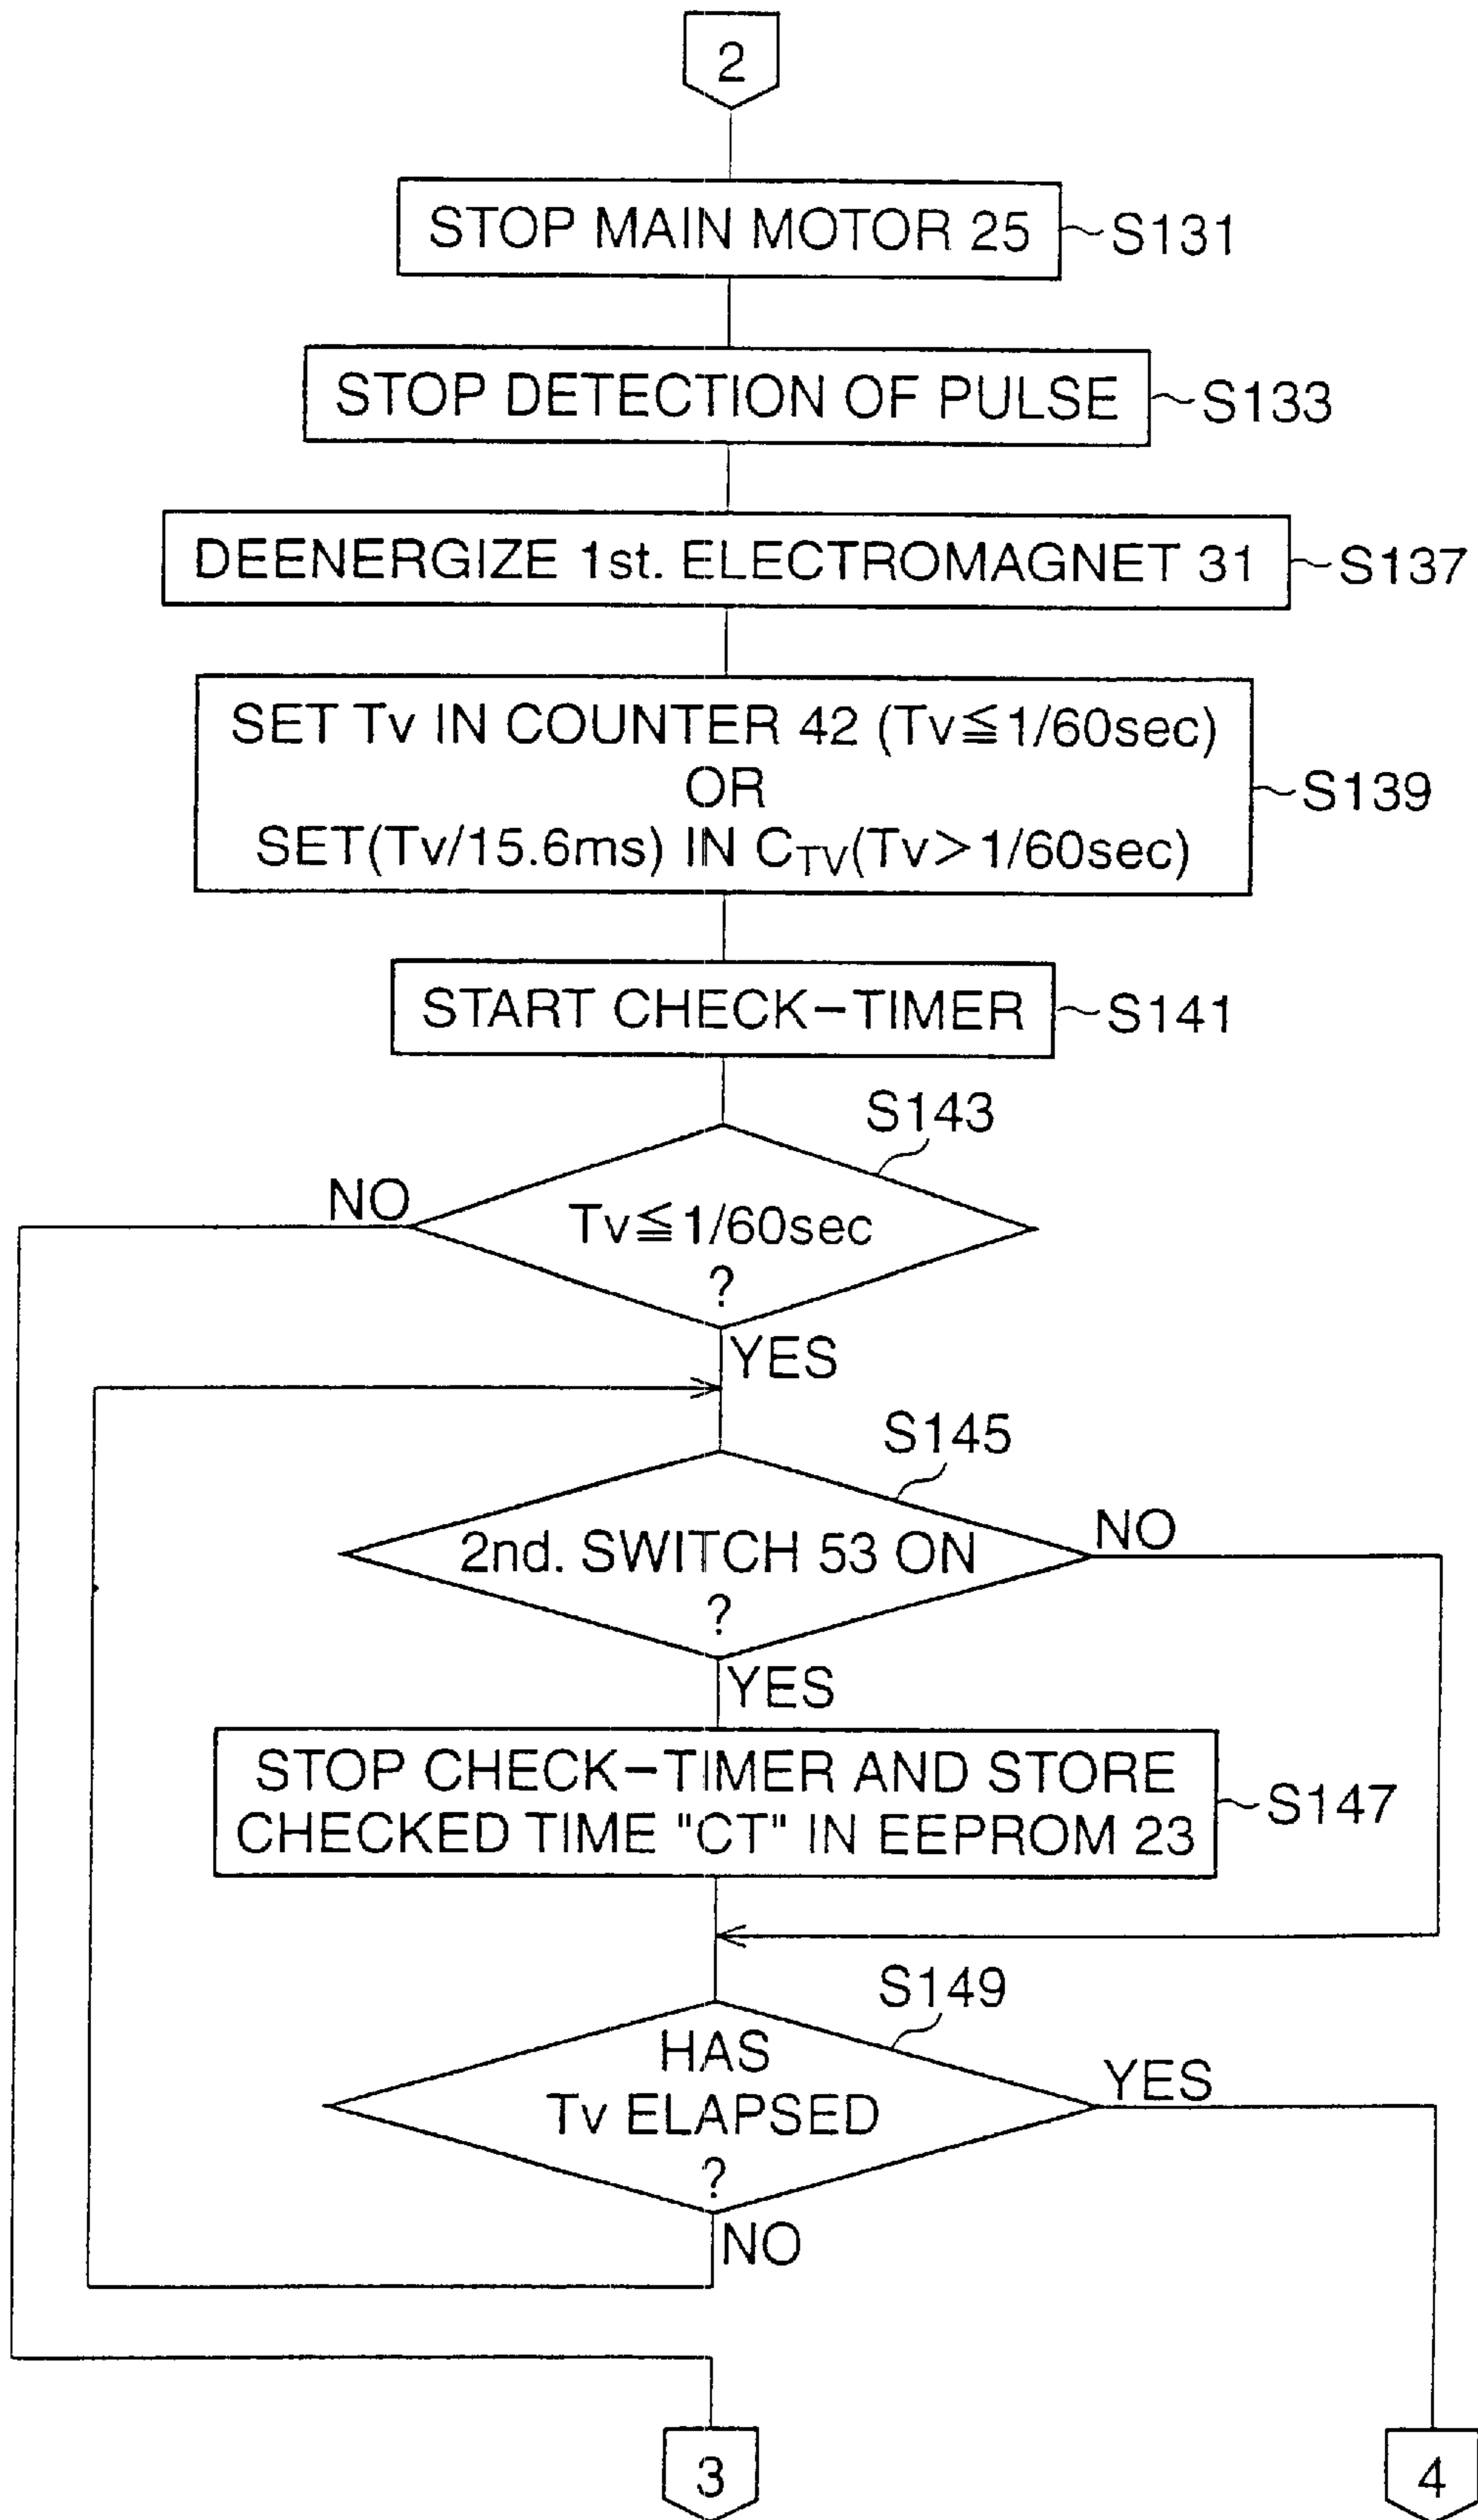 2
STOP MAIN MOTOR 25
S131
STOP DETECTION OF PULSE
S133
DEENERGIZE 1st. ELECTROMAGNET 31
S137
SET Tv IN COUNTER 42 (Tv≦1/60sec)
OR
SET(Tv/15.6ms) IN CTV(Tv>1/60sec)
S139
START CHECK-TIMER
S141
S143
NO
Tv≦1/60sec
?
YES
S145
2nd. SWITCH 53 ON
?
NO
YES
STOP CHECK-TIMER AND STORE
CHECKED TIME "CT" IN EEPROM 23
S147
S149
HAS
Tv ELAPSED
?
YES
NO
3
4